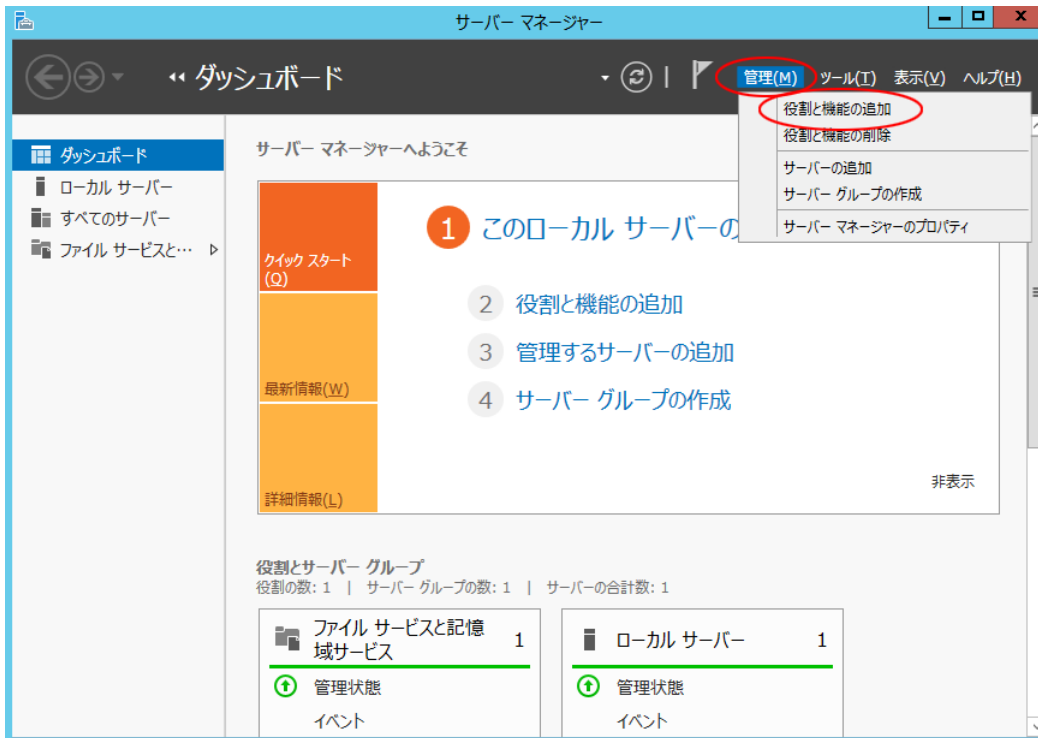 サーバー マネージャー
ダッシュボード
管理(M) ツール(T) 表示(V) ヘルプ(H)
役割と機能の追加
役割と機能の削除
サーバーの追加
サーバー グループの作成
サーバー マネージャーのプロパティ
ダッシュボード
ローカル サーバー
すべてのサーバー
ファイル サービスと…
サーバー マネージャーへようこそ
クイック スタート
(Q)
最新情報(W)
詳細情報(L)
1 このローカル サーバーの
2 役割と機能の追加
3 管理するサーバーの追加
4 サーバー グループの作成
非表示
役割とサーバー グループ
役割の数: 1 | サーバー グループの数: 1 | サーバーの合計数: 1
ファイル サービスと記憶
域サービス
1
管理状態
イベント
ローカル サーバー 1
管理状態
イベント